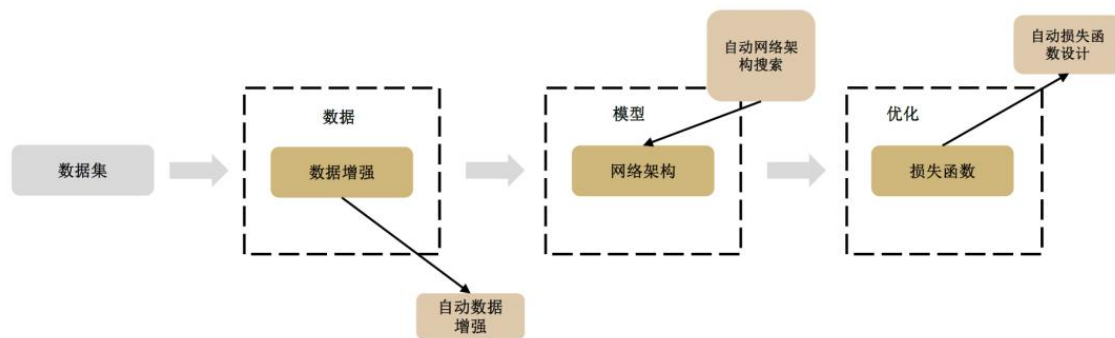 自动网络架
构搜索
自动损失函
数设计
数据
模型
优化
数据集
数据增强
网络架构
损失函数
自动数据
增强